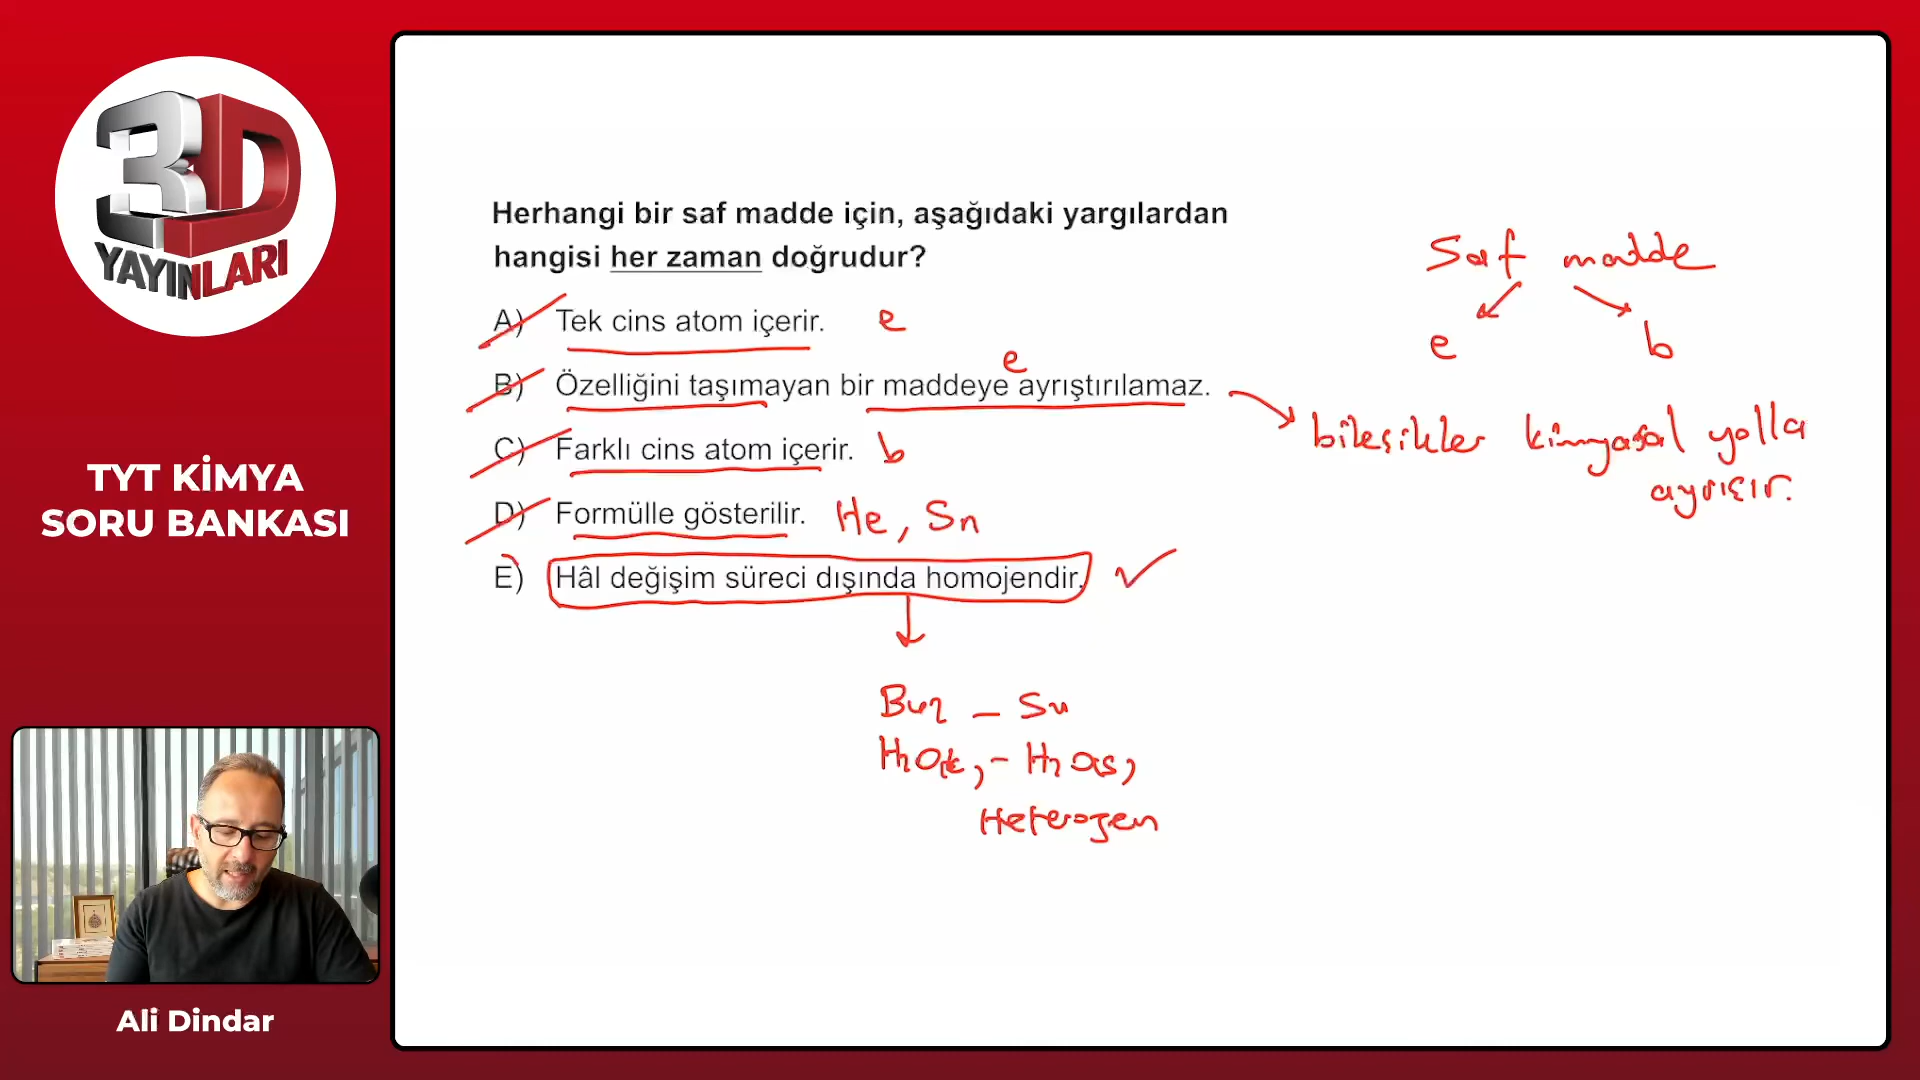 3D
YAYINLARI
TYT KİMYA
SORU BANKASI
Ali Dindar
Herhangi bir saf madde için, aşağıdaki yargılardan
hangisi her zaman doğrudur?
A) Tek cins atom içerir. e
e
B) Özelliğini taşımayan bir maddeye ayrıştırılamaz.
C) Farklı cins atom içerir. b
D) Formülle gösterilir. He, Sn
E) Hâl değişim süreci dışında homojendir.
Buz - Su
H₂O(k) - H₂O(s)
Heterojen
Saf madde
e b
bileşikler kimyasal yolla
ayrışır.